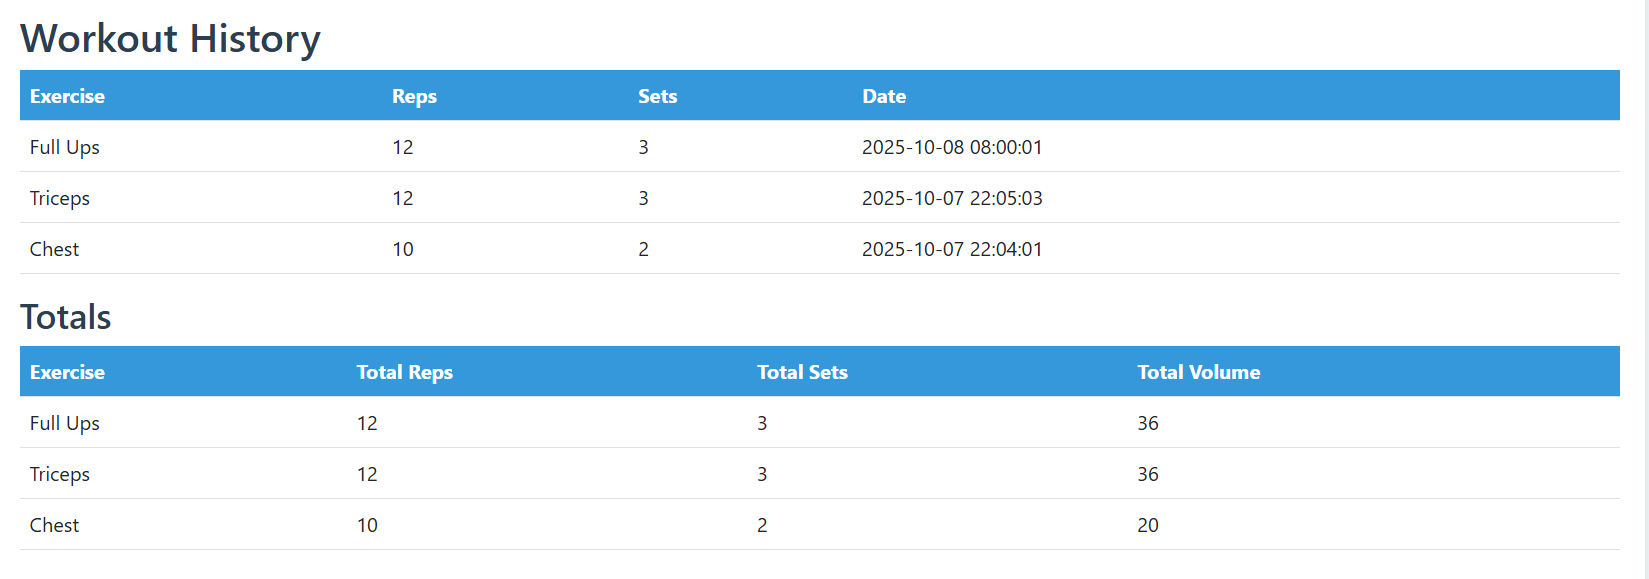 Workout History
Exercise Reps Sets Date
Full Ups 12 3 2025-10-08 08:00:01
Triceps 12 3 2025-10-07 22:05:03
Chest 10 2 2025-10-07 22:04:01
Totals
Exercise Total Reps Total Sets Total Volume
Full Ups 12 3 36
Triceps 12 3 36
Chest 10 2 20